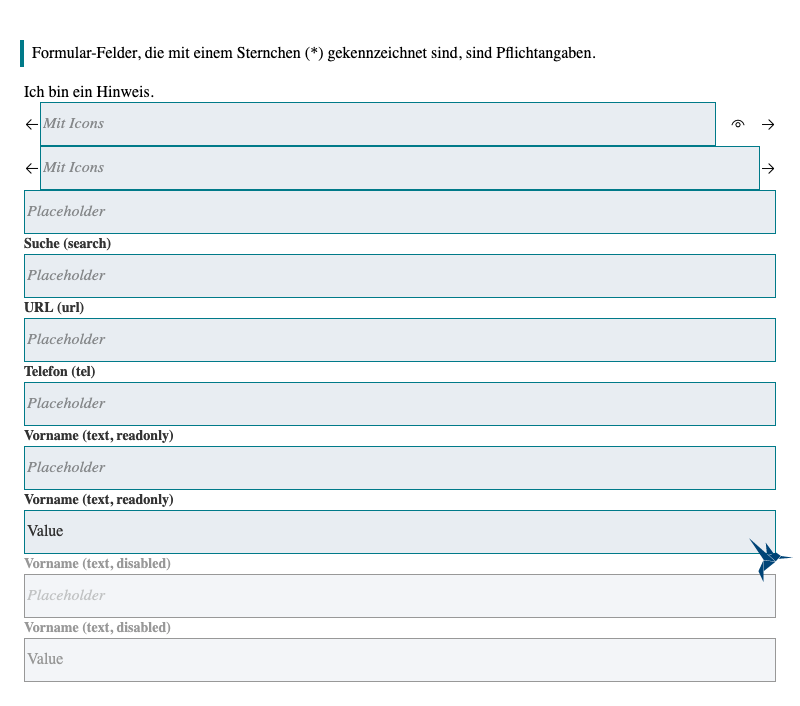 Formular-Felder, die mit einem Sternchen (*) gekennzeichnet sind, sind Pflichtangaben.
Ich bin ein Hinweis.
Mit Icons
Mit Icons
Placeholder
Suche (search)
Placeholder
URL (url)
Placeholder
Telefon (tel)
Placeholder
Vorname (text, readonly)
Placeholder
Vorname (text, readonly)
Value
Vorname (text, disabled)
Placeholder
Vorname (text, disabled)
Value